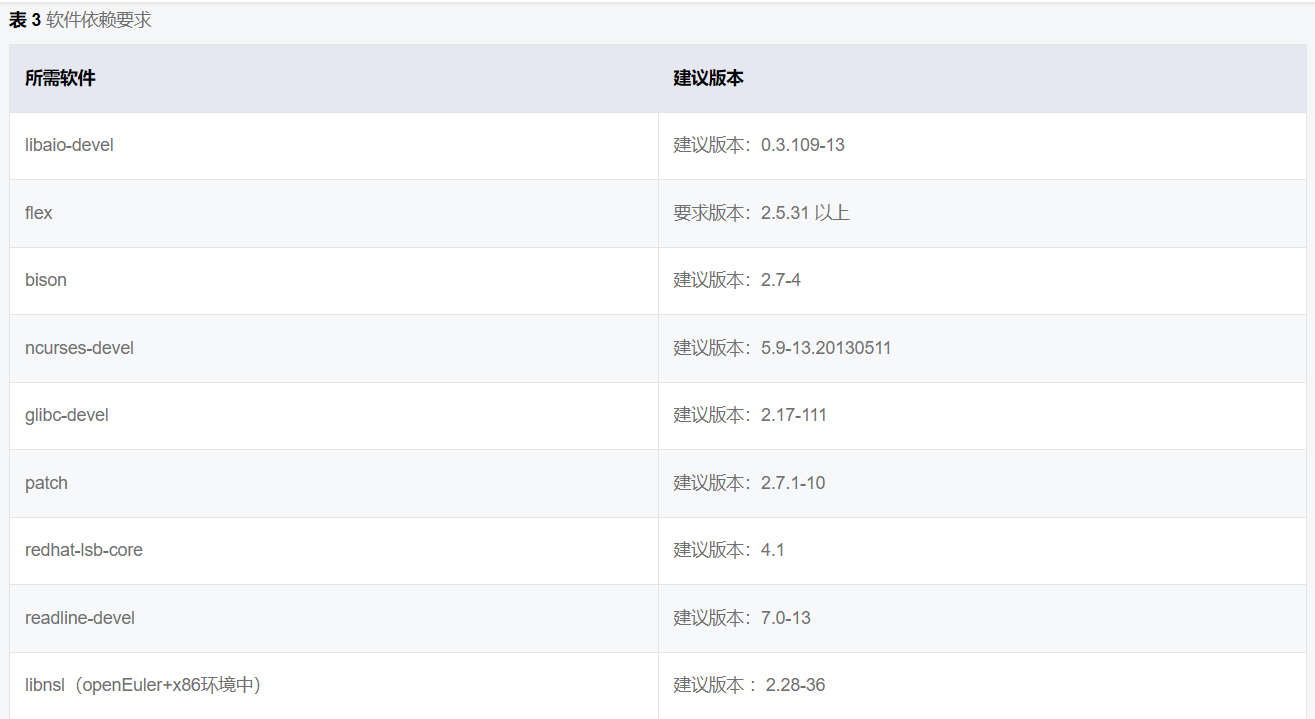 表 3 软件依赖要求
所需软件 建议版本
libaio-devel 建议版本：0.3.109-13
flex 要求版本：2.5.31 以上
bison 建议版本：2.7-4
ncurses-devel 建议版本：5.9-13.20130511
glibc-devel 建议版本：2.17-111
patch 建议版本：2.7.1-10
redhat-lsb-core 建议版本：4.1
readline-devel 建议版本：7.0-13
libnsl（openEuler+x86环境中） 建议版本 ：2.28-36